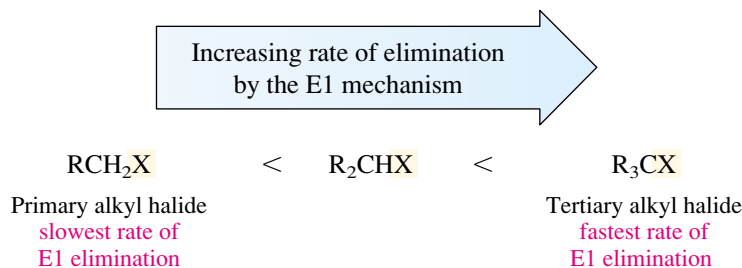 Increasing rate of elimination
by the E1 mechanism
RCH₂X < R₂CHX < R₃CX
Primary alkyl halide Tertiary alkyl halide
slowest rate of fastest rate of
E1 elimination E1 elimination